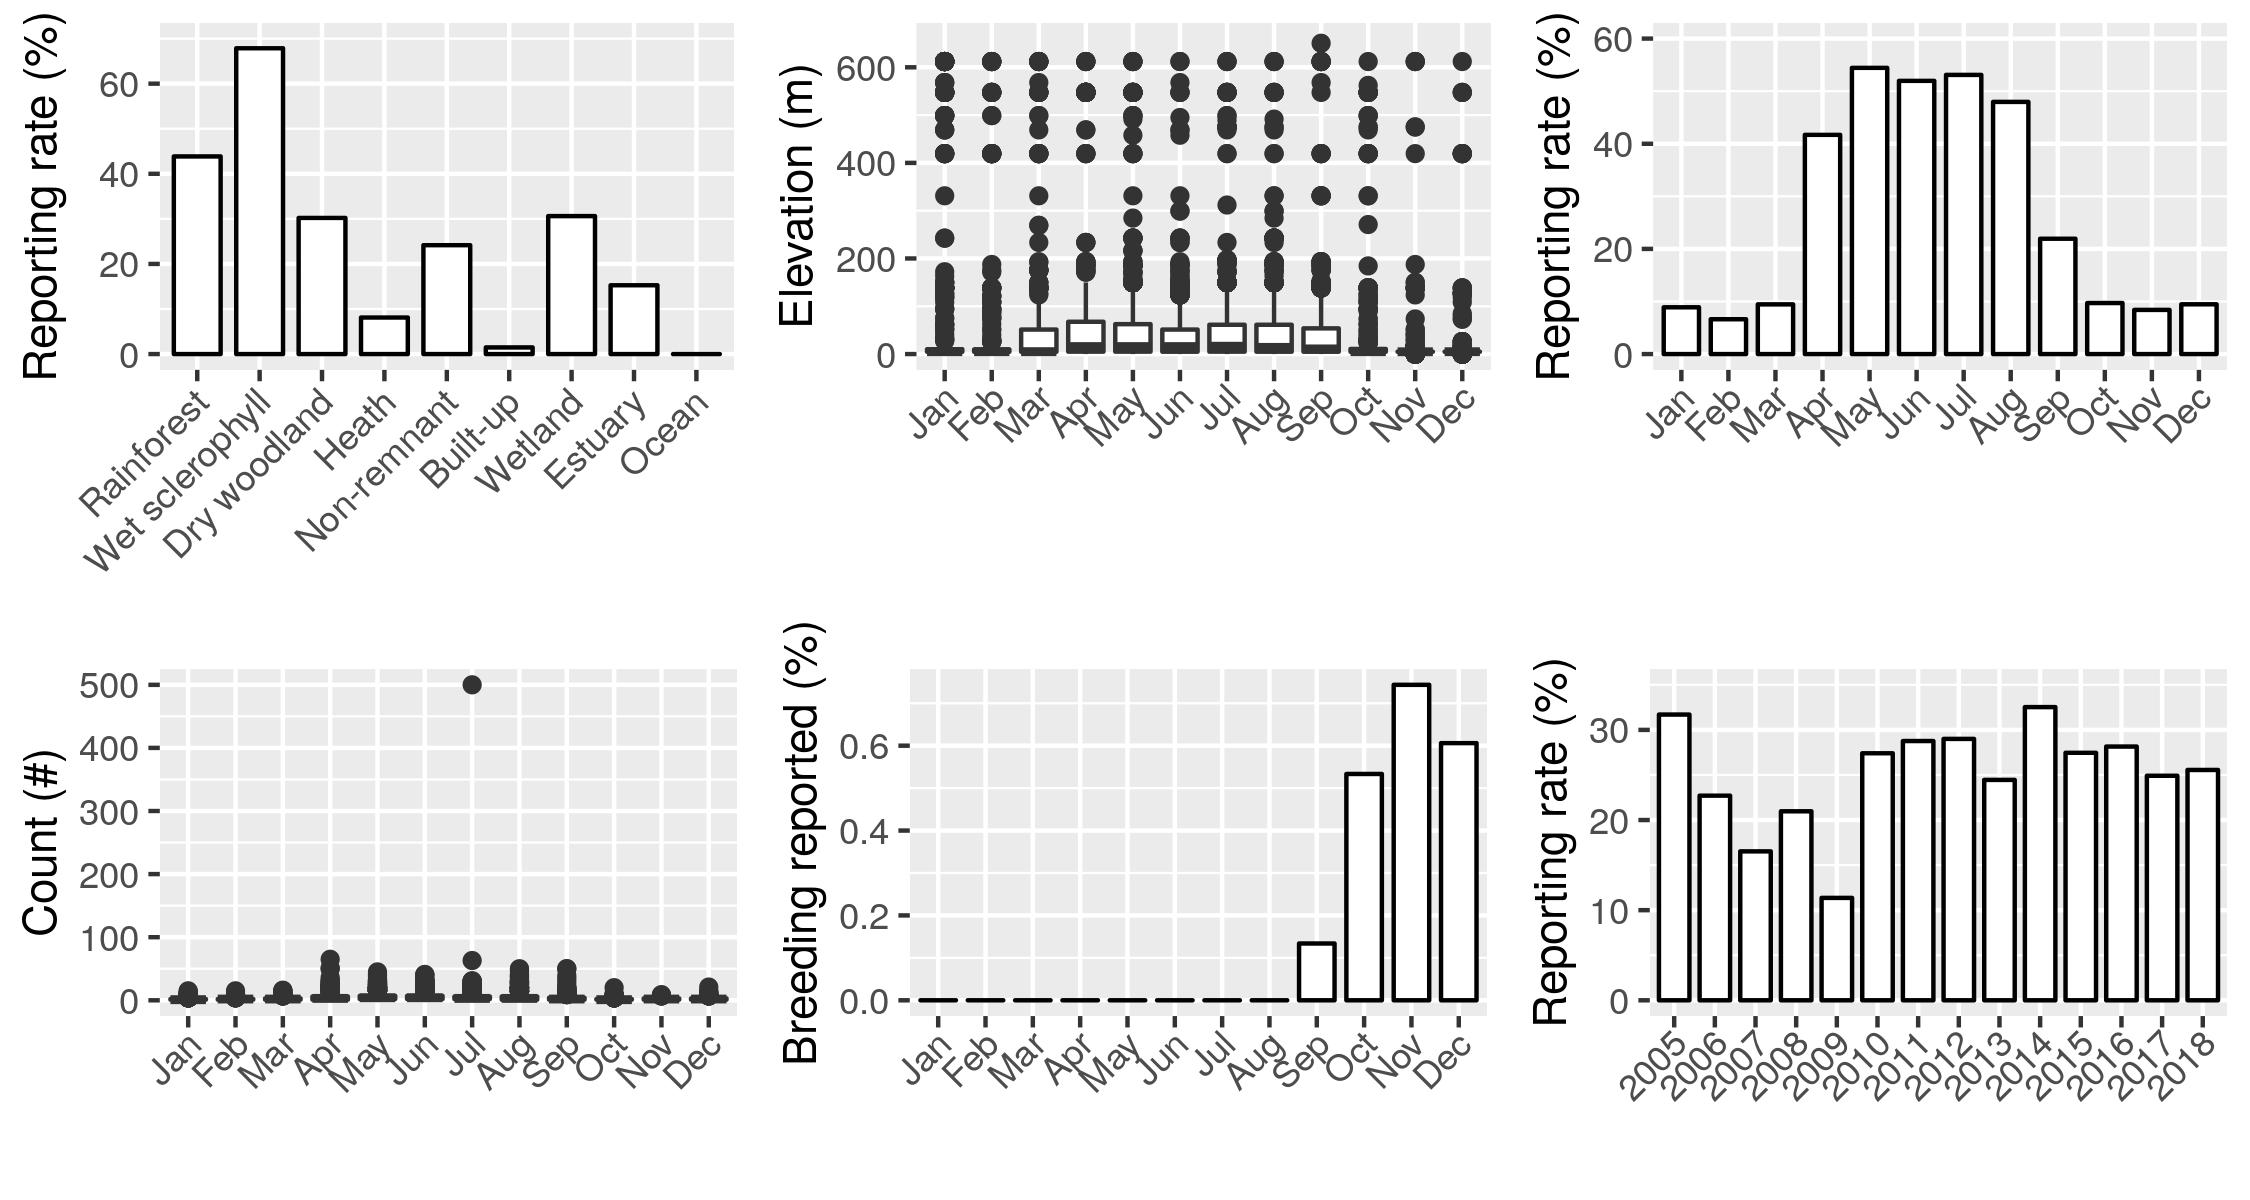 Reporting rate (%)
60
40
20
0
Rainforest
Wet sclerophyll
Dry woodland
Heath
Non-remnant
Built-up
Wetland
Estuary
Ocean
Elevation (m)
600
400
200
0
Jan
Feb
Mar
Apr
May
Jun
Jul
Aug
Sep
Oct
Nov
Dec
Reporting rate (%)
60
40
20
0
Jan
Feb
Mar
Apr
May
Jun
Jul
Aug
Sep
Oct
Nov
Dec
Count (#)
500
400
300
200
100
0
Jan
Feb
Mar
Apr
May
Jun
Jul
Aug
Sep
Oct
Nov
Dec
Breeding reported (%)
0.6
0.4
0.2
0.0
Jan
Feb
Mar
Apr
May
Jun
Jul
Aug
Sep
Oct
Nov
Dec
Reporting rate (%)
30
20
10
0
2005
2006
2007
2008
2009
2010
2011
2012
2013
2014
2015
2016
2017
2018